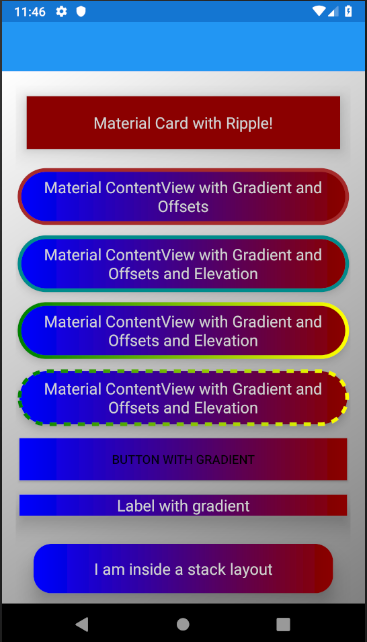 11:46
Material Card with Ripple!
Material ContentView with Gradient and
Offsets
Material ContentView with Gradient and
Offsets and Elevation
Material ContentView with Gradient and
Offsets and Elevation
Material ContentView with Gradient and
Offsets and Elevation
BUTTON WITH GRADIENT
Label with gradient
I am inside a stack layout